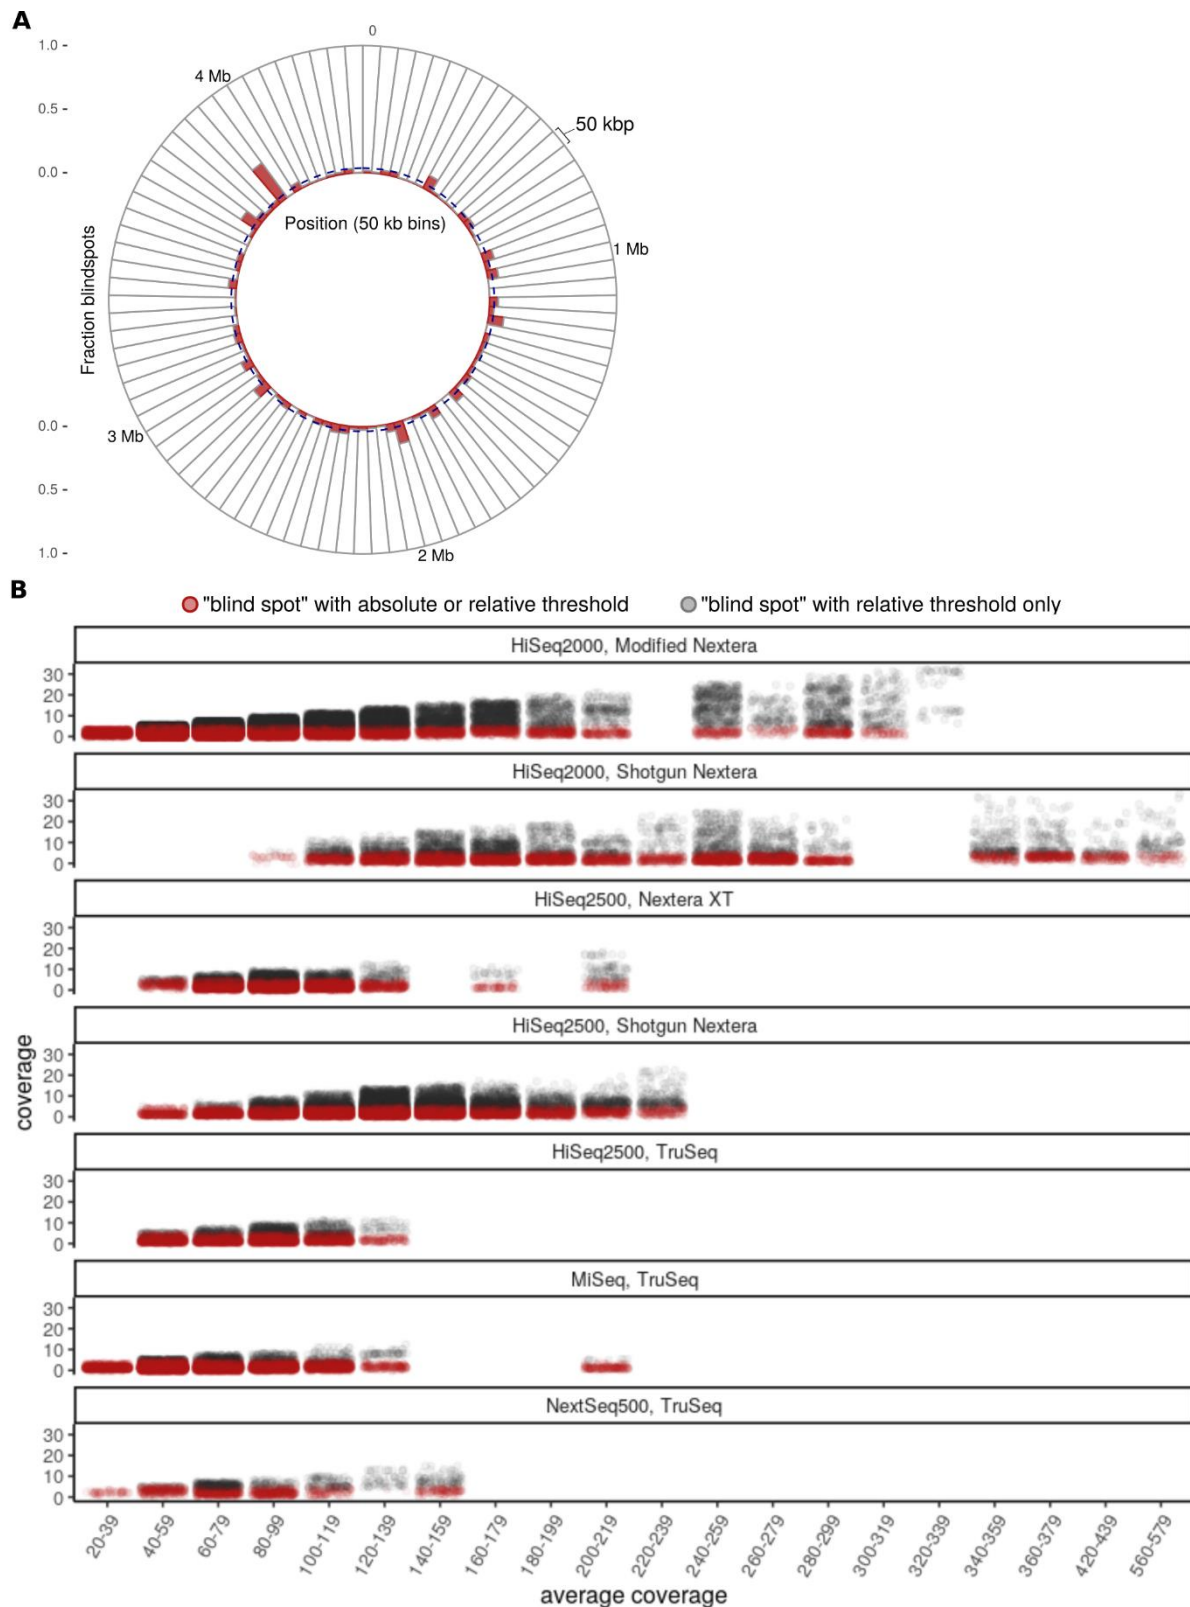 A
0
1.0 -
4 Mb
0.5 -
50 kbp
0.0 -
Position (50 kb bins)
1 Mb
Fraction blindspots
0.0 -
3 Mb
0.5 -
1.0 -
2 Mb
B
"blind spot" with absolute or relative threshold
"blind spot" with relative threshold only
HiSeq2000, Modified Nextera
30
20
10
0
HiSeq2000, Shotgun Nextera
30
20
10
0
HiSeq2500, Nextera XT
30
20
10
0
HiSeq2500, Shotgun Nextera
30
20
10
0
coverage
HiSeq2500, TruSeq
30
20
10
0
MiSeq, TruSeq
30
20
10
0
NextSeq500, TruSeq
30
20
10
0
20-39
40-59
60-79
80-99
100-119
120-139
140-159
160-179
180-199
200-219
220-239
240-259
260-279
280-299
300-319
320-339
340-359
360-379
420-439
560-579
average coverage